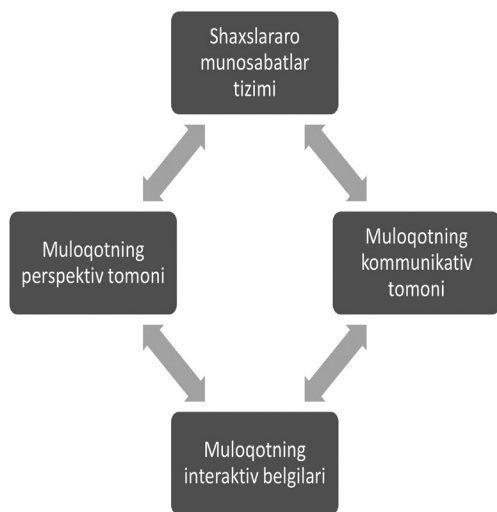 Shaxslararo
munosabatlar
tizimi
Muloqotning
perspektiv tomoni
Muloqotning
kommunikativ
tomoni
Muloqotning
interaktiv belgilari